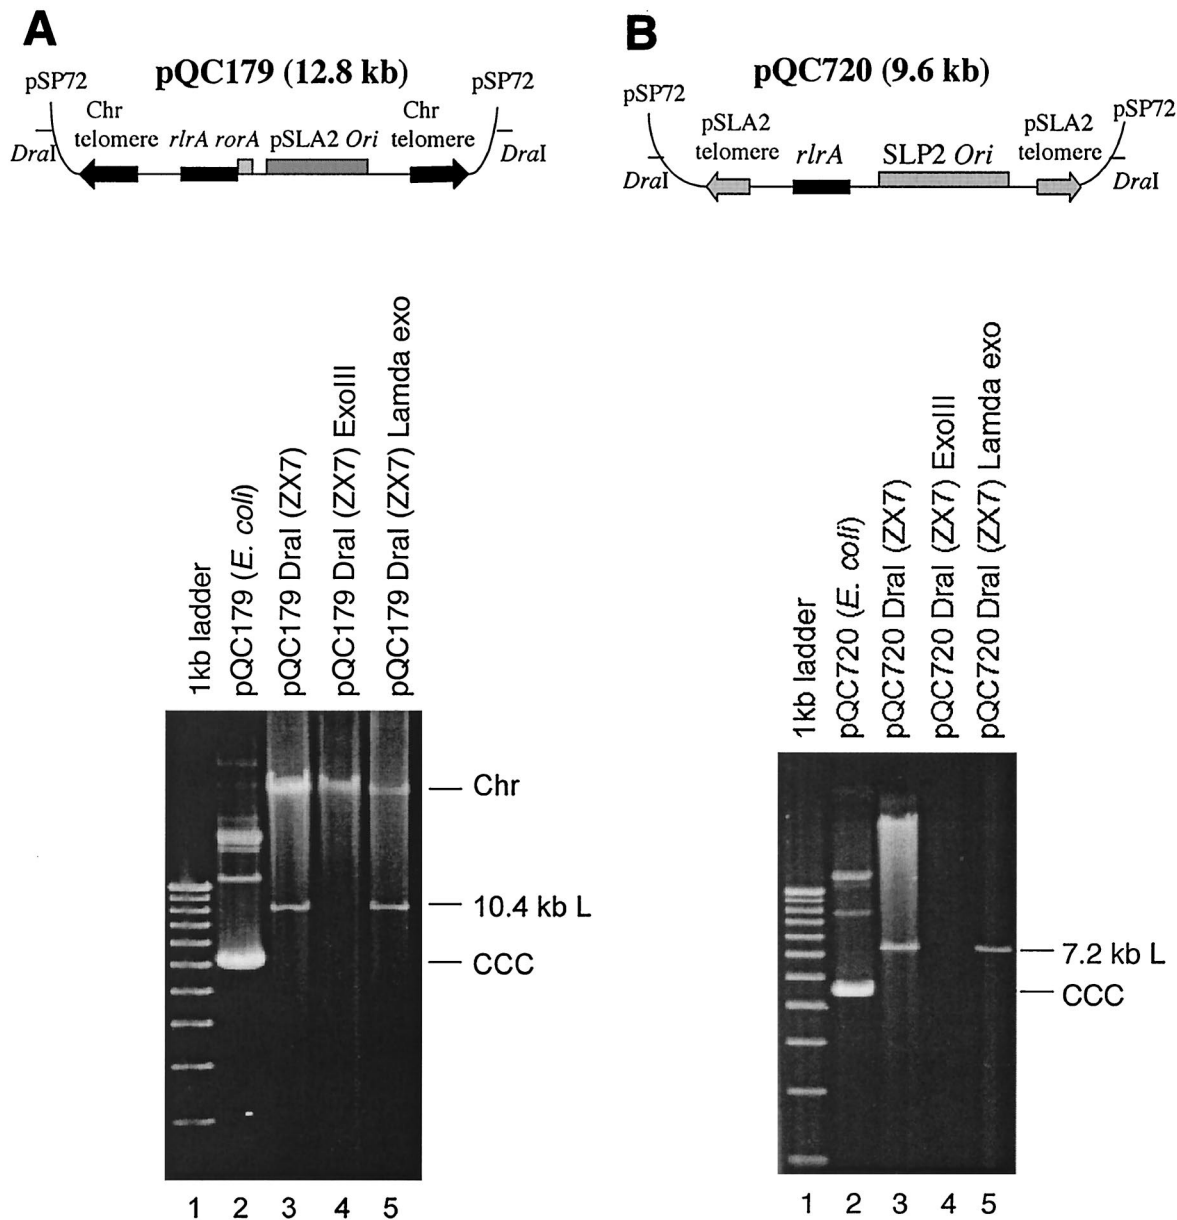 A
pQC179 (12.8 kb)
pSP72
pSP72
Chr
telomere
rlrA rorA
pSLA2 Ori
Chr
telomere
DraI
DraI
1kb ladder
pQC179 (E. coli)
pQC179 DraI (ZX7)
pQC179 DraI (ZX7) ExoIII
pQC179 DraI (ZX7) Lamda exo
Chr
10.4 kb L
CCC
1 2 3 4 5
B
pQC720 (9.6 kb)
pSP72
pSP72
pSLA2
telomere
rlrA
SLP2 Ori
pSLA2
telomere
DraI
DraI
1kb ladder
pQC720 (E. coli)
pQC720 DraI (ZX7)
pQC720 DraI (ZX7) ExoIII
pQC720 DraI (ZX7) Lamda exo
7.2 kb L
CCC
1 2 3 4 5